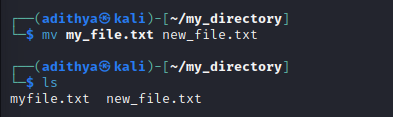 ┌──(adithya㉿kali)-[~/my_directory]
└─$ mv my_file.txt new_file.txt
┌──(adithya㉿kali)-[~/my_directory]
└─$ ls
myfile.txt  new_file.txt